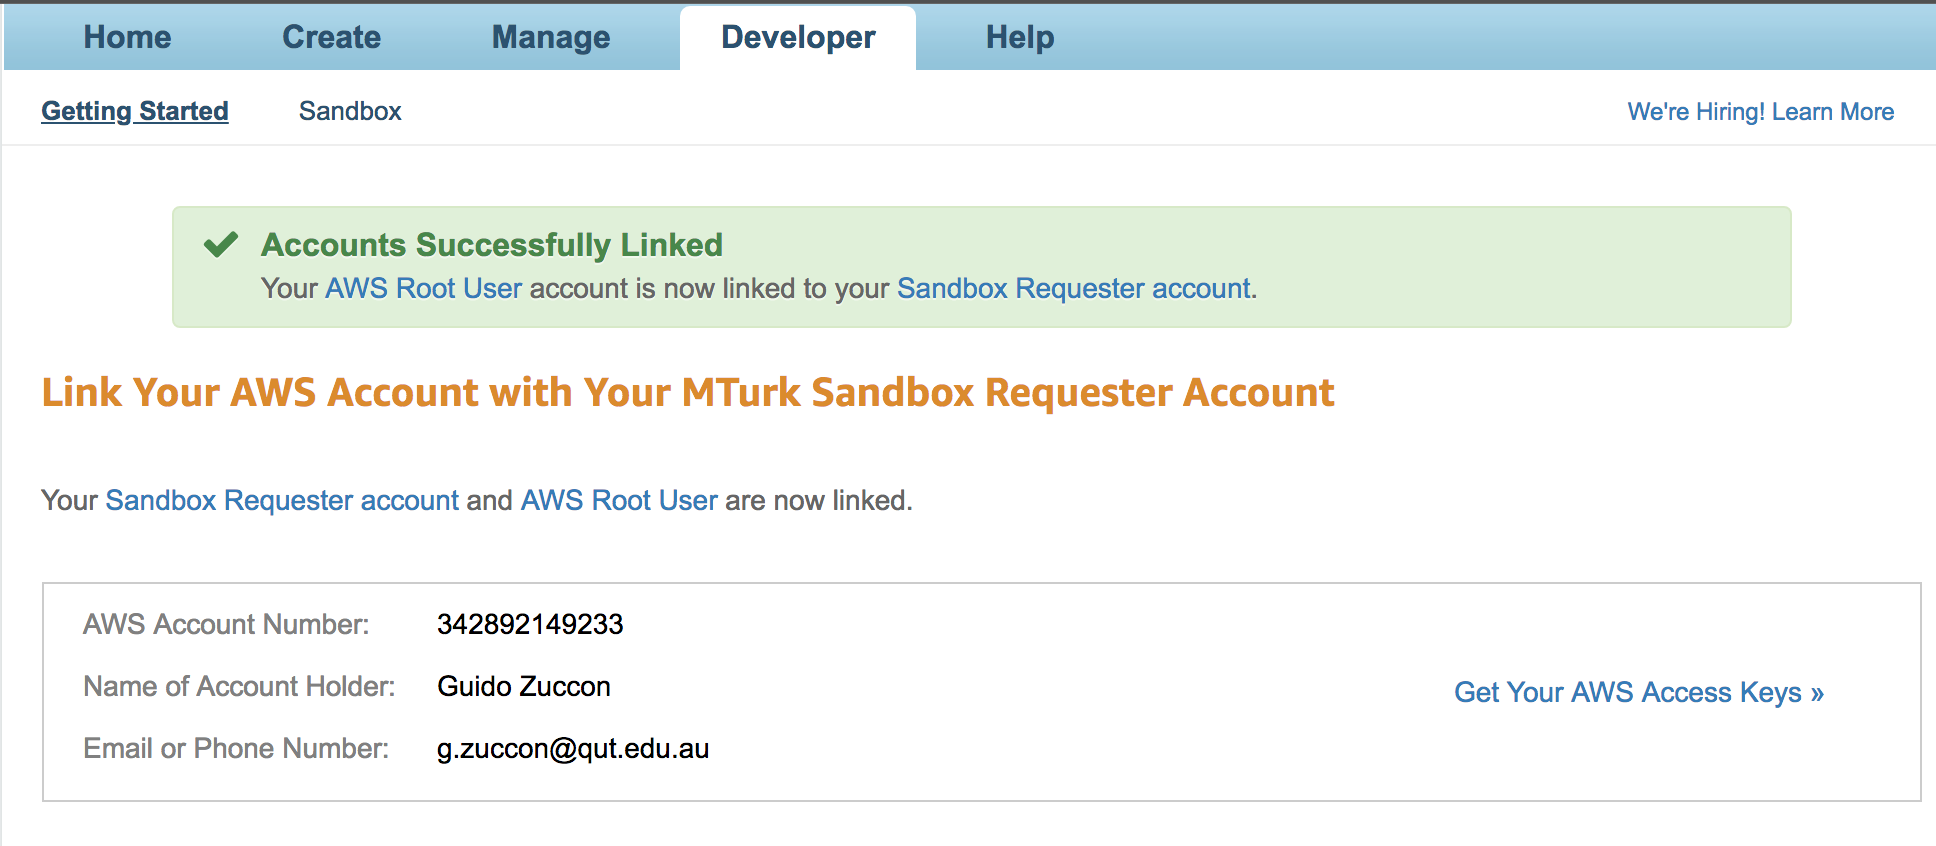 Home Create Manage Developer Help
Getting Started Sandbox We're Hiring! Learn More
Accounts Successfully Linked
Your AWS Root User account is now linked to your Sandbox Requester account.
Link Your AWS Account with Your MTurk Sandbox Requester Account
Your Sandbox Requester account and AWS Root User are now linked.
AWS Account Number: 342892149233
Name of Account Holder: Guido Zuccon
Get Your AWS Access Keys »
Email or Phone Number: g.zuccon@qut.edu.au